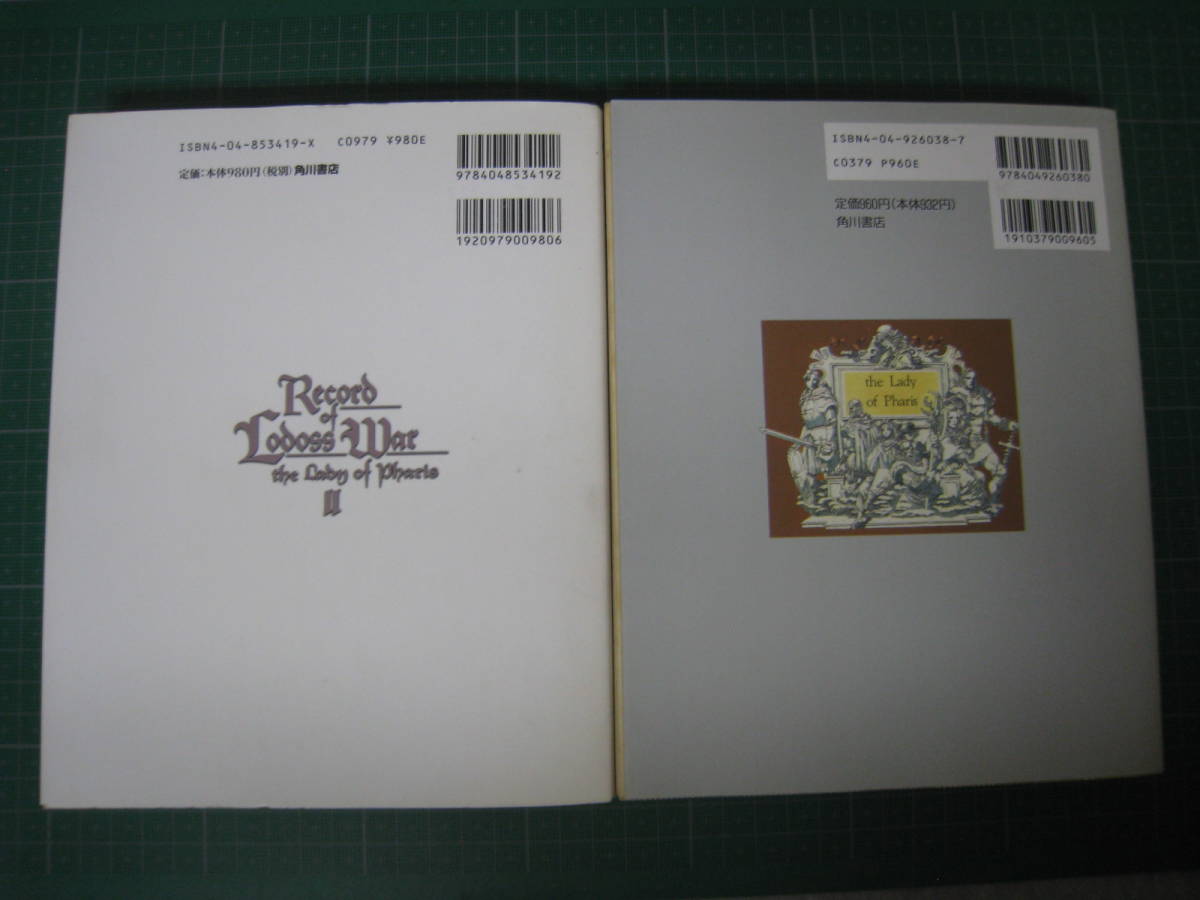 ISBN4-04-853419-X C0979 ¥980E
定価:本体980円(税別)角川書店
9784048534192
1920979009806
Record
of
Lodoss War
the Lady of Pharis
II
ISBN4-04-926038-7
C0379 P960E
定価960円(本体932円)
角川書店
9784049260380
1910379009605
the Lady
of Pharis